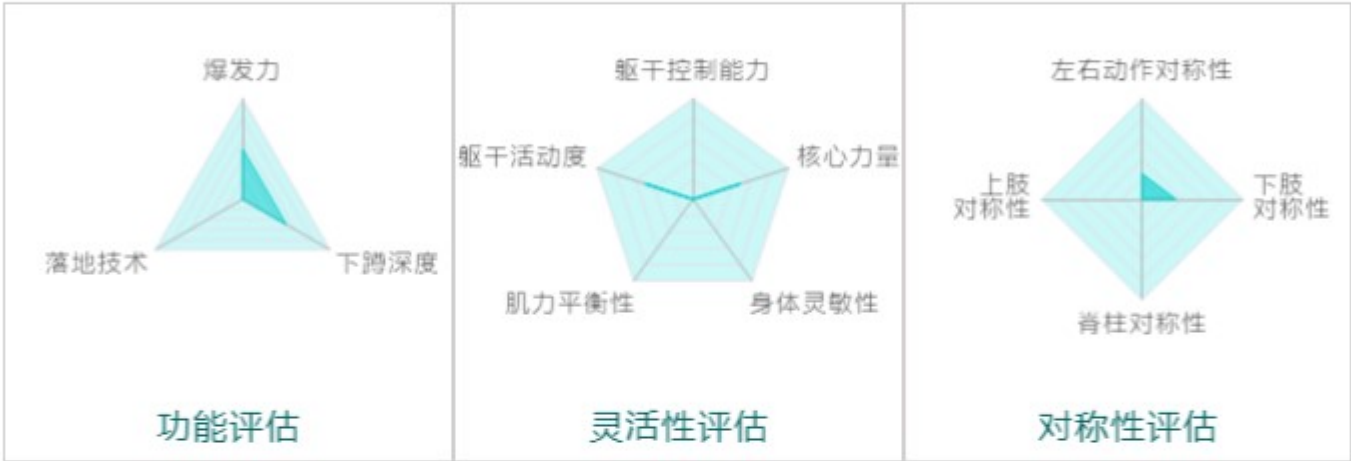 爆发力
落地技术
下蹲深度
功能评估
躯干控制能力
躯干活动度
核心力量
肌力平衡性
身体灵敏性
灵活性评估
左右动作对称性
上肢
对称性
下肢
对称性
脊柱对称性
对称性评估